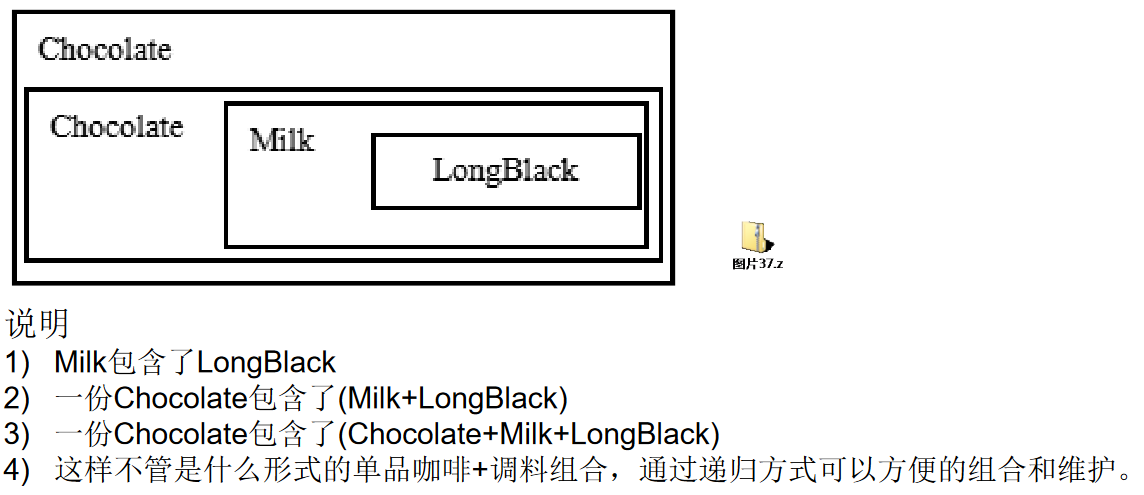 Chocolate
Chocolate
Milk
LongBlack
图片37.z
说明
1) Milk包含了LongBlack
2) 一份Chocolate包含了(Milk+LongBlack)
3) 一份Chocolate包含了(Chocolate+Milk+LongBlack)
4) 这样不管是什么形式的单品咖啡+调料组合，通过递归方式可以方便的组合和维护。